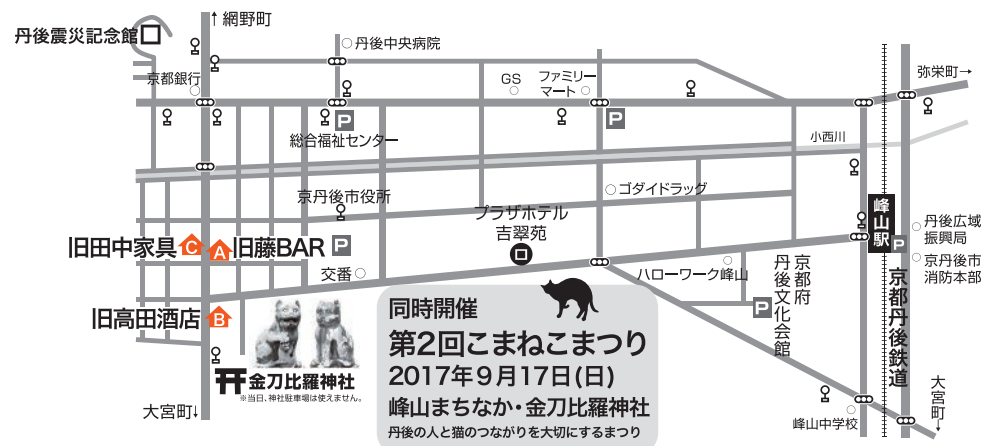 ↑網野町
丹後震災記念館
丹後中央病院
京都銀行
GS
ファミリー
マート
弥栄町→
P
P
総合福祉センター
小西川
京丹後市役所
ゴダイドラッグ
プラザホテル
吉翠苑
峰山駅
P
丹後広域
振興局
京丹後市
消防本部
旧田中家具
C
A
旧藤BAR
P
交番
ハローワーク峰山
京都府
丹後文化会館
P
京都丹後鉄道
旧高田酒店
B
同時開催
第2回こまねこまつり
2017年9月17日(日)
峰山まちなか・金刀比羅神社
丹後の人と猫のつながりを大切にするまつり
金刀比羅神社
※当日、神社駐車場は使えません。
大宮町↓
峰山中学校
大宮町↓